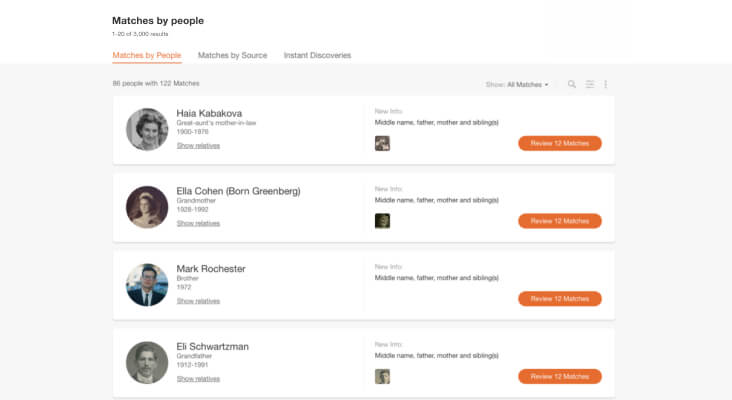 Matches by people
1-20 of 3,000 results
Matches by People Matches by Source Instant Discoveries
86 people with 122 Matches Show: All Matches
Haia Kabakova
Great-aunt's mother-in-law
1900-1976
Show relatives
New Info:
Middle name, father, mother and sibling(s)
Review 12 Matches
Ella Cohen (Born Greenberg)
Grandmother
1928-1992
Show relatives
New Info:
Middle name, father, mother and sibling(s)
Review 12 Matches
Mark Rochester
Brother
1972
Show relatives
New Info:
Middle name, father, mother and sibling(s)
Review 12 Matches
Eli Schwartzman
Grandfather
1912-1991
Show relatives
New Info:
Middle name, father, mother and sibling(s)
Review 12 Matches